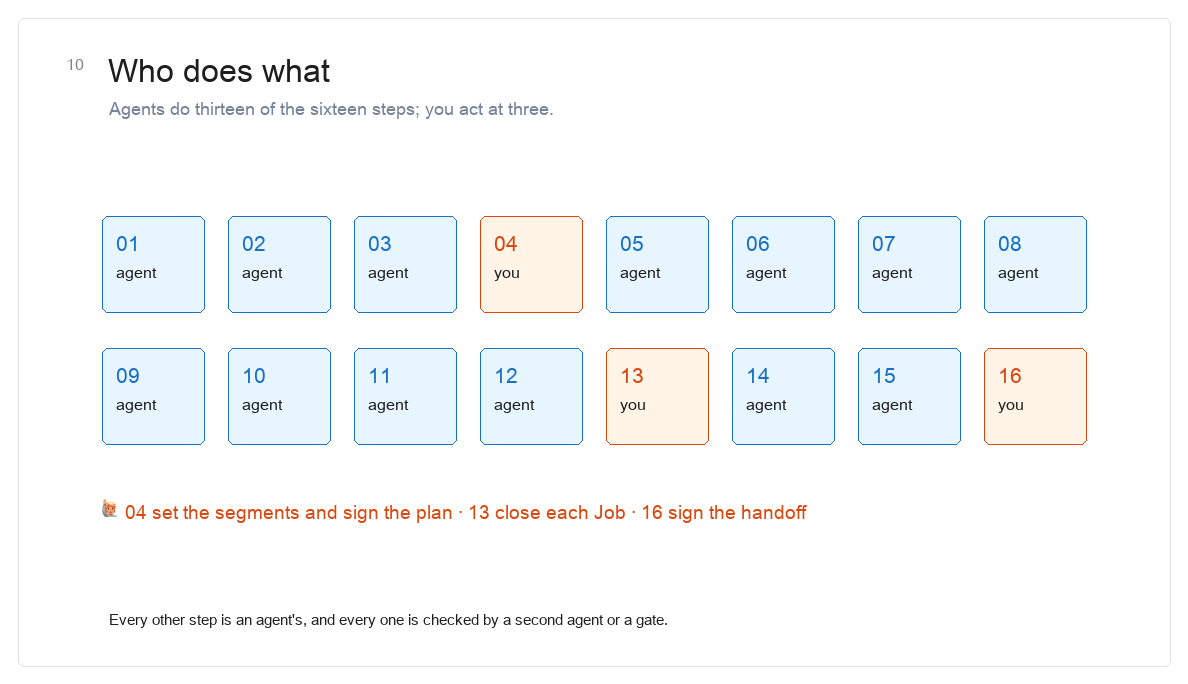 10
Who does what
Agents do thirteen of the sixteen steps; you act at three.
01 02 03 04 05 06 07 08
agent agent agent you agent agent agent agent
09 10 11 12 13 14 15 16
agent agent agent agent you agent agent you
04 set the segments and sign the plan · 13 close each Job · 16 sign the handoff
Every other step is an agent's, and every one is checked by a second agent or a gate.